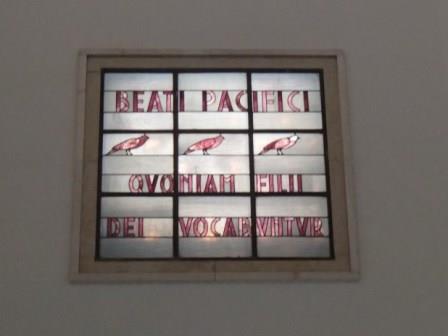 BEATI PACIFICI
QVONIAM FILII
DEI VOCABVNTVR